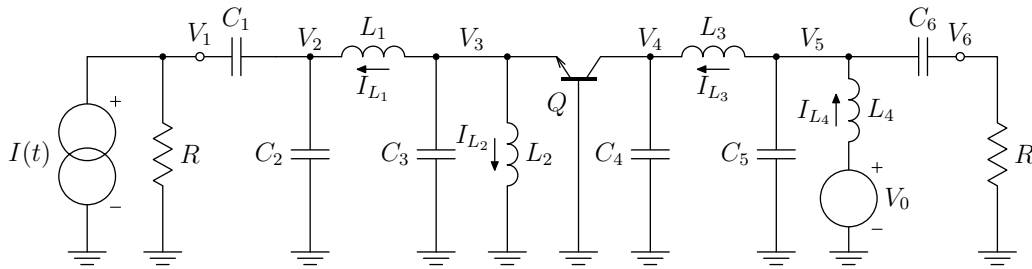 V₁ C₁ V₂ L₁ V₃ V₄ L₃ V₅ C₆ V₆
I_{L₁} I_{L₃}
+ Q I_{L₄} L₄
I(t) R C₂ C₃ I_{L₂} L₂ C₄ C₅ R
+
V₀
− −